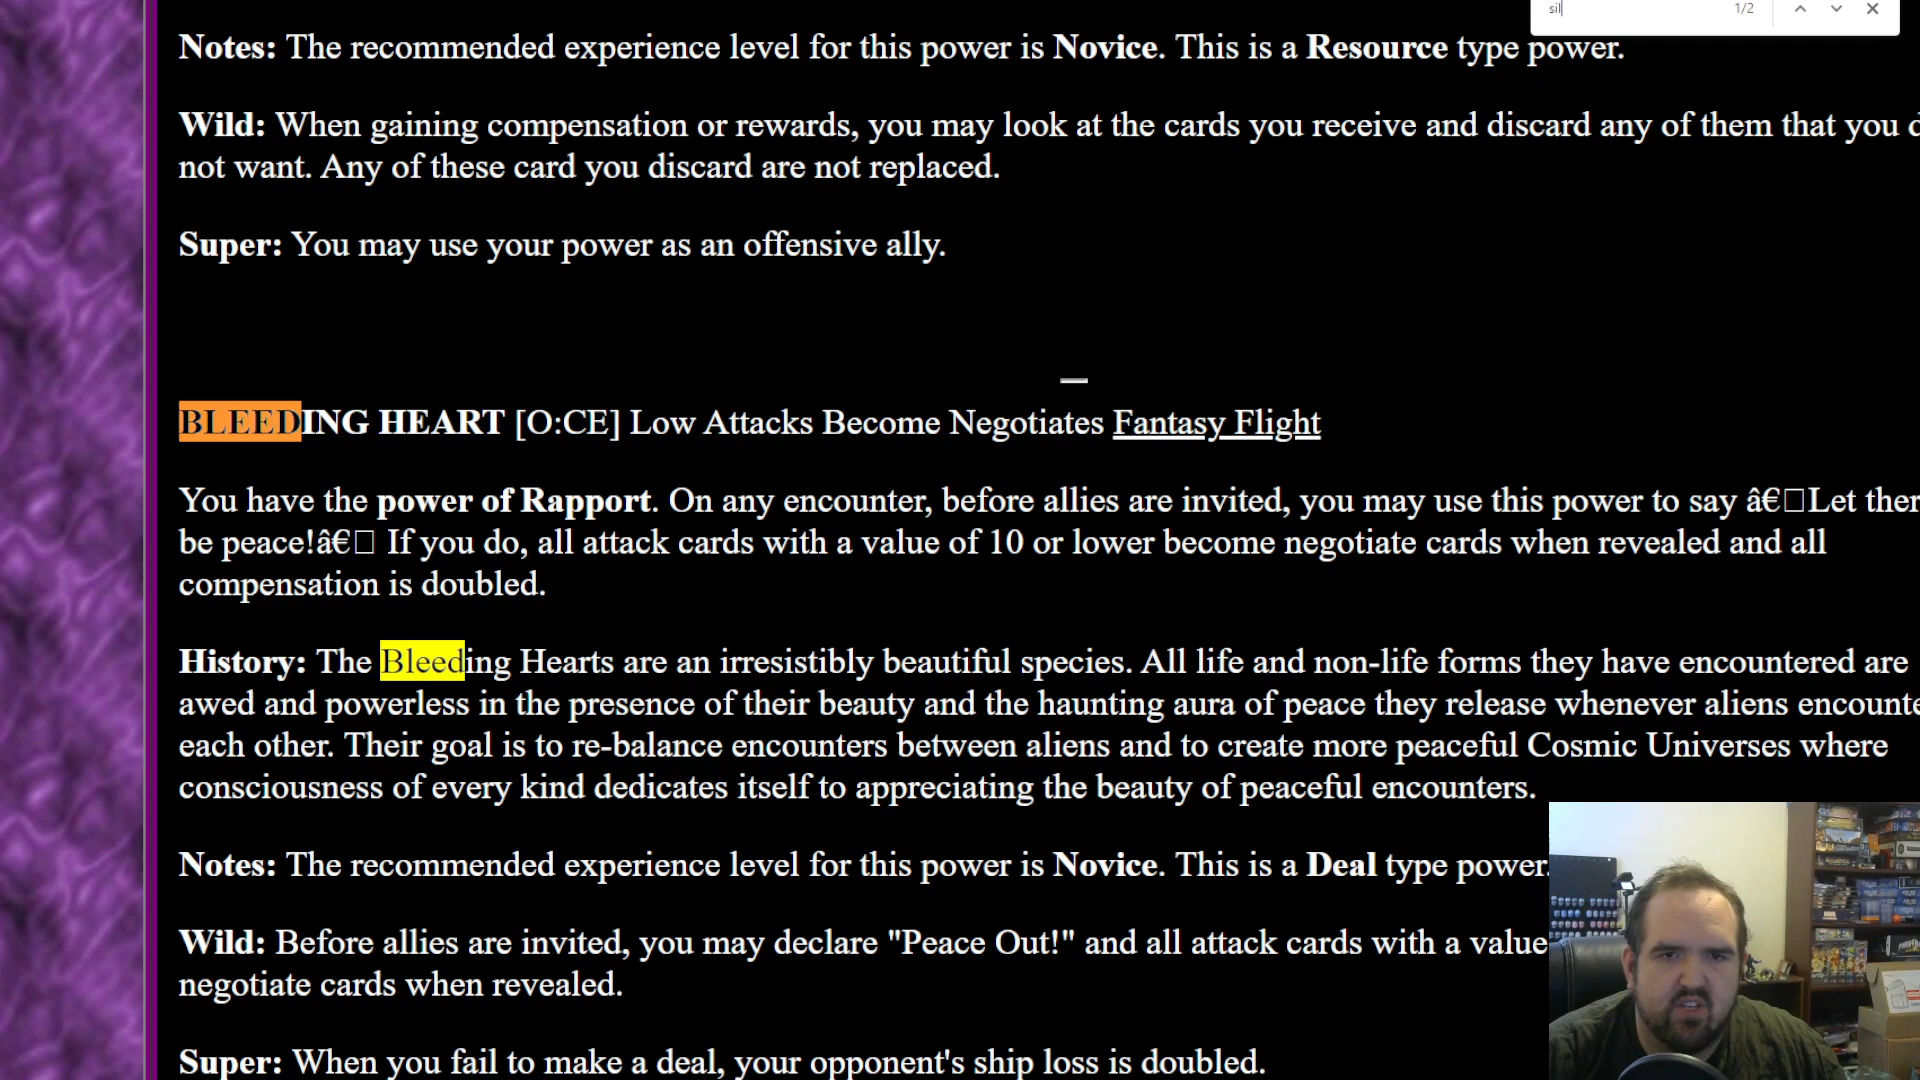 sil 1/2
Notes: The recommended experience level for this power is Novice. This is a Resource type power.
Wild: When gaining compensation or rewards, you may look at the cards you receive and discard any of them that you
not want. Any of these card you discard are not replaced.
Super: You may use your power as an offensive ally.
BLEEDING HEART [O:CE] Low Attacks Become Negotiates Fantasy Flight
You have the power of Rapport. On any encounter, before allies are invited, you may use this power to say â€□Let ther
be peace!â€□ If you do, all attack cards with a value of 10 or lower become negotiate cards when revealed and all
compensation is doubled.
History: The Bleeding Hearts are an irresistibly beautiful species. All life and non-life forms they have encountered are
awed and powerless in the presence of their beauty and the haunting aura of peace they release whenever aliens encounte
each other. Their goal is to re-balance encounters between aliens and to create more peaceful Cosmic Universes where
consciousness of every kind dedicates itself to appreciating the beauty of peaceful encounters.
Notes: The recommended experience level for this power is Novice. This is a Deal type power.
Wild: Before allies are invited, you may declare "Peace Out!" and all attack cards with a value
negotiate cards when revealed.
Super: When you fail to make a deal, your opponent's ship loss is doubled.